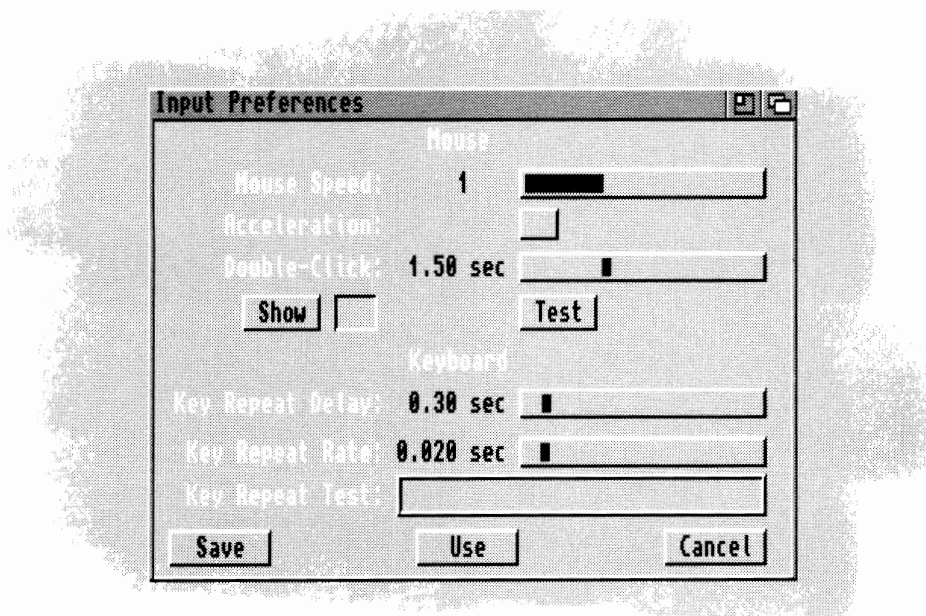 Input Preferences
Mouse
Mouse Speed: 1
Acceleration:
Double-Click: 1.50 sec
Show Test
Keyboard
Key Repeat Delay: 0.30 sec
Key Repeat Rate: 0.020 sec
Key Repeat Test:
Save Use Cancel